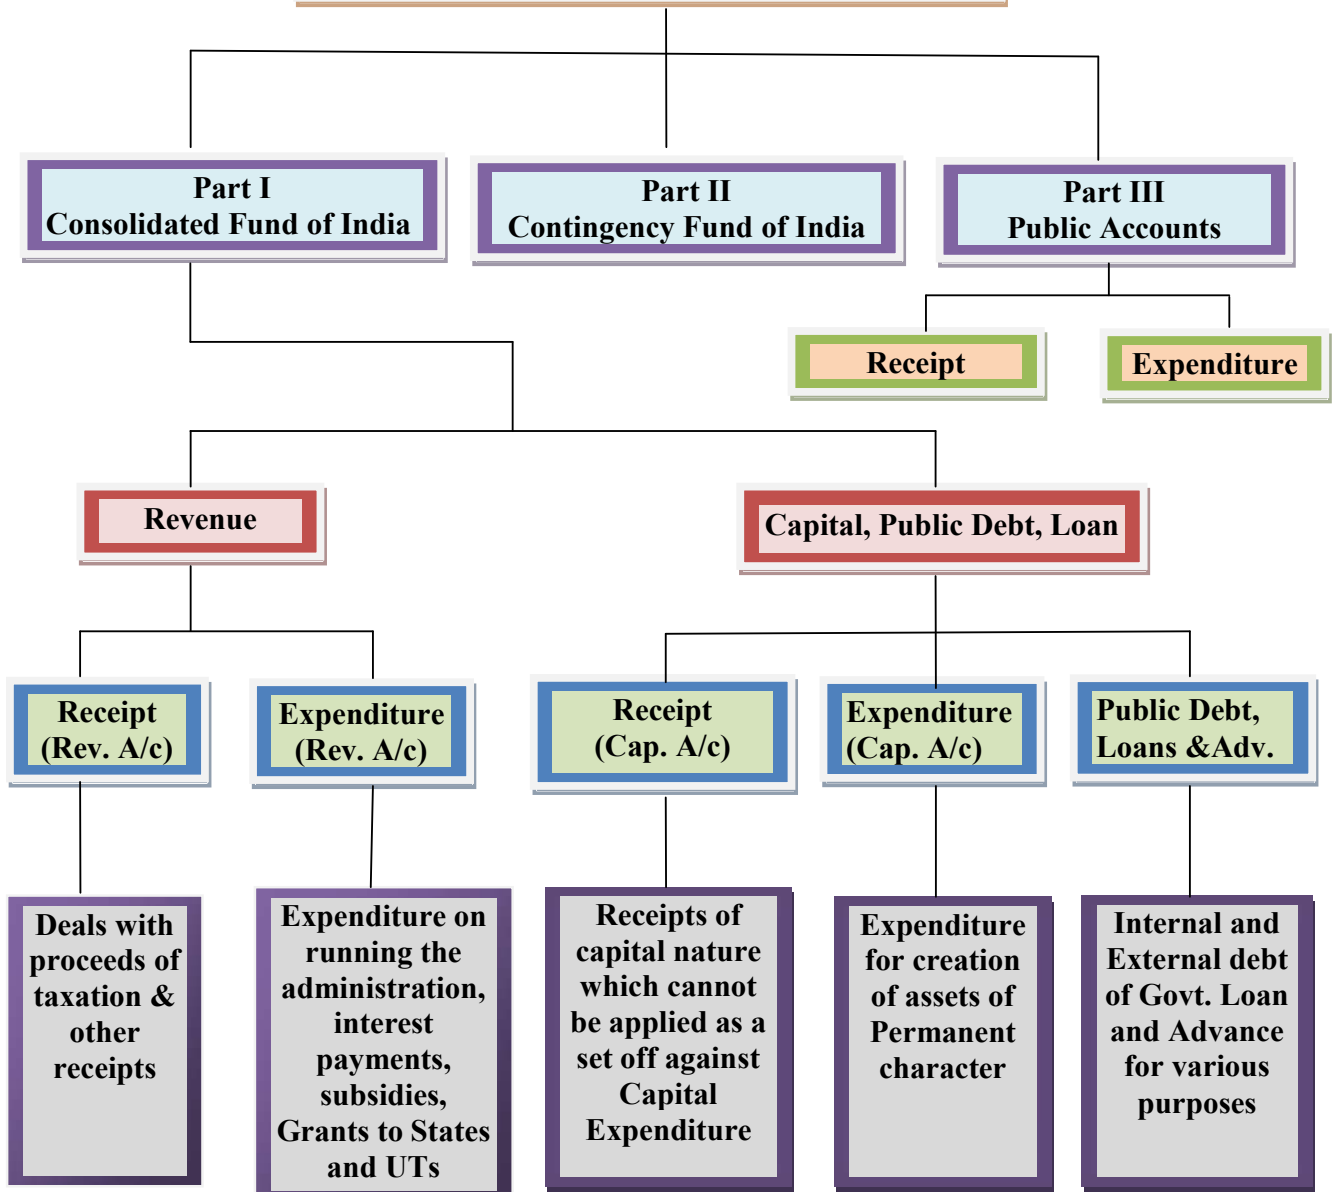 Part I
Consolidated Fund of India
Part II
Contingency Fund of India
Part III
Public Accounts
Receipt
Expenditure
Revenue
Capital, Public Debt, Loan
Receipt
(Rev. A/c)
Expenditure
(Rev. A/c)
Receipt
(Cap. A/c)
Expenditure
(Cap. A/c)
Public Debt,
Loans &Adv.
Deals with
proceeds of
taxation &
other
receipts
Expenditure on
running the
administration,
interest
payments,
subsidies,
Grants to States
and UTs
Receipts of
capital nature
which cannot
be applied as a
set off against
Capital
Expenditure
Expenditure
for creation
of assets of
Permanent
character
Internal and
External debt
of Govt. Loan
and Advance
for various
purposes